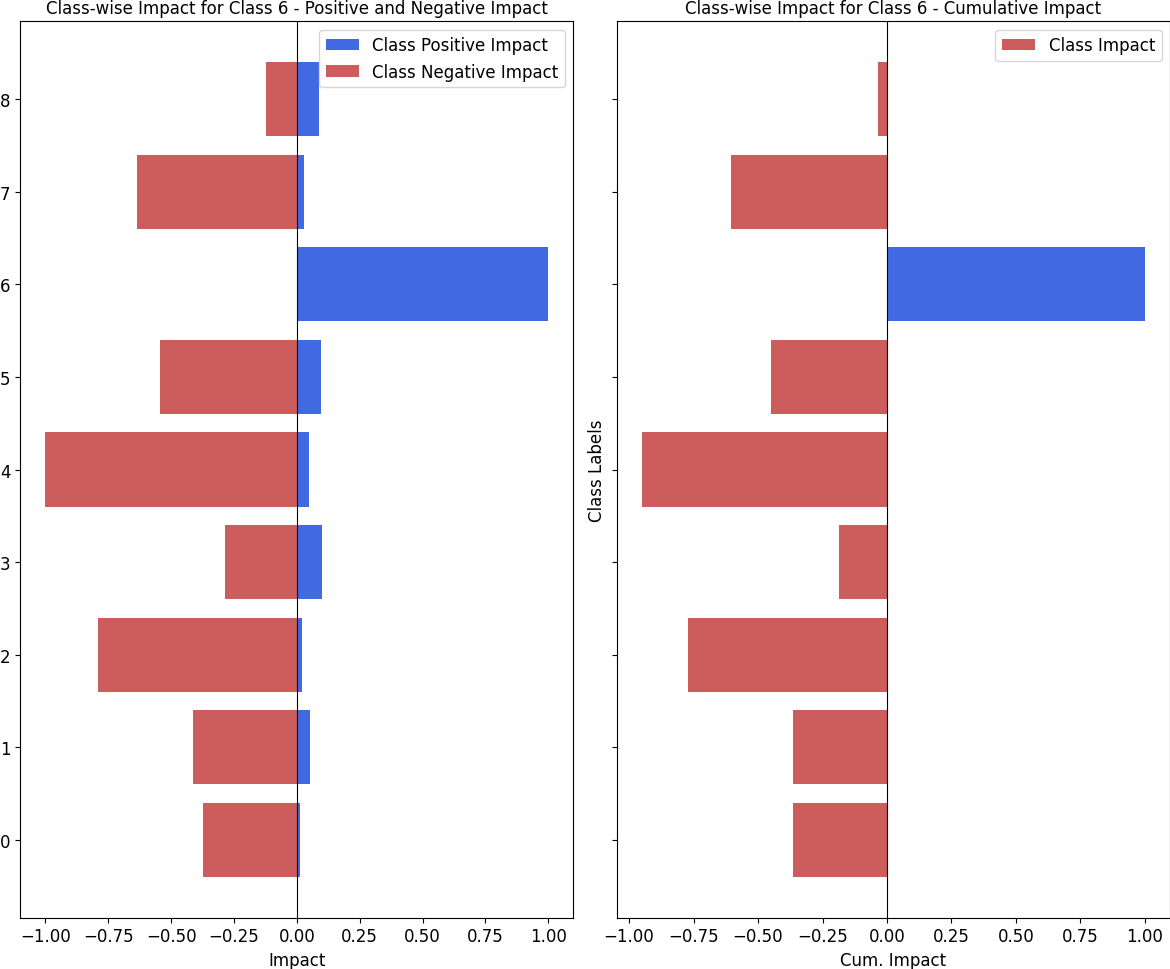 Class-wise Impact for Class 6 - Positive and Negative Impact
Class Positive Impact
Class Negative Impact
8
7
6
5
4
3
2
1
0
−1.00 −0.75 −0.50 −0.25 0.00 0.25 0.50 0.75 1.00
Impact
Class-wise Impact for Class 6 - Cumulative Impact
Class Impact
Class Labels
−1.00 −0.75 −0.50 −0.25 0.00 0.25 0.50 0.75 1.00
Cum. Impact